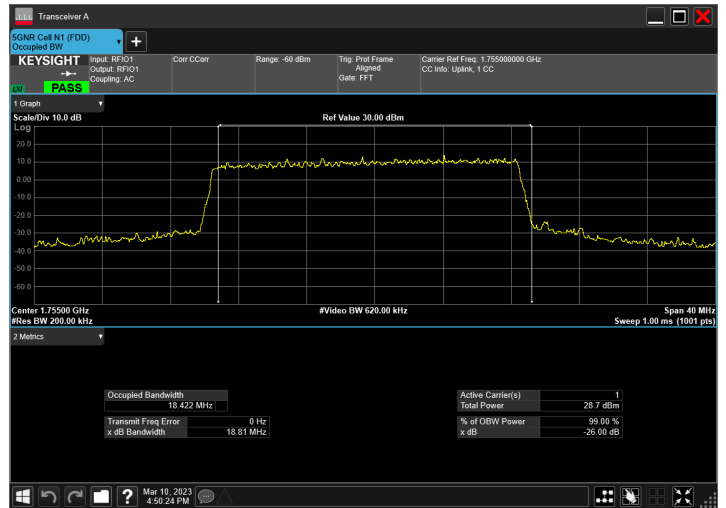 Transceiver A
5GNR Cell N1 (FDD)
Occupied BW
KEYSIGHT
Input: RFIO1
Output: RFIO1
Coupling: AC
Corr CCorr
Range: -60 dBm
Trig: Prot Frame
Aligned
Gate: FFT
Carrier Ref Freq: 1.755000000 GHz
CC Info: Uplink, 1 CC
LXI
PASS
1 Graph
Scale/Div 10.0 dB
Ref Value 30.00 dBm
Log
20.0
10.0
0.00
-10.0
-20.0
-30.0
-40.0
-50.0
-60.0
Center 1.75500 GHz
#Video BW 620.00 kHz
Span 40 MHz
#Res BW 200.00 kHz
Sweep 1.00 ms (1001 pts)
2 Metrics
Occupied Bandwidth
18.422 MHz
Transmit Freq Error 0 Hz
x dB Bandwidth 18.81 MHz
Active Carrier(s) 1
Total Power 28.7 dBm
% of OBW Power 99.00 %
x dB -26.00 dB
Mar 10, 2023
4:50:24 PM